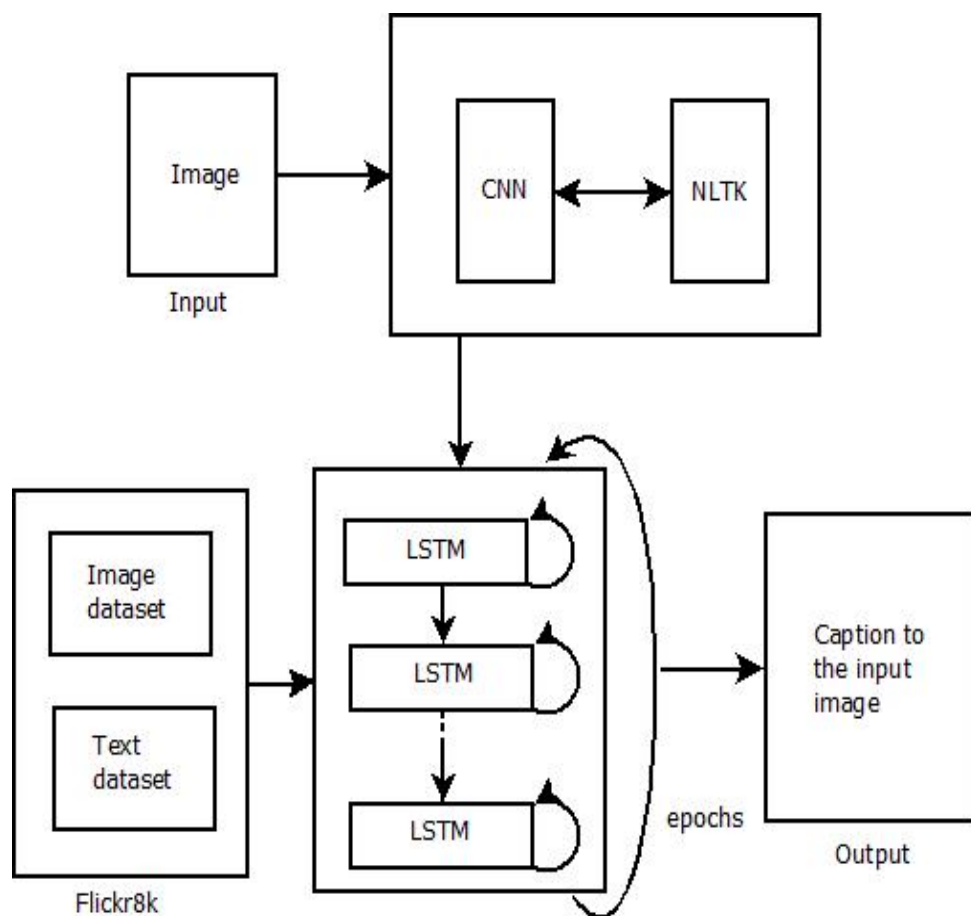 Image
Input
CNN
NLTK
Image
dataset
Text
dataset
Flickr8k
LSTM
LSTM
LSTM
epochs
Caption to
the input
image
Output